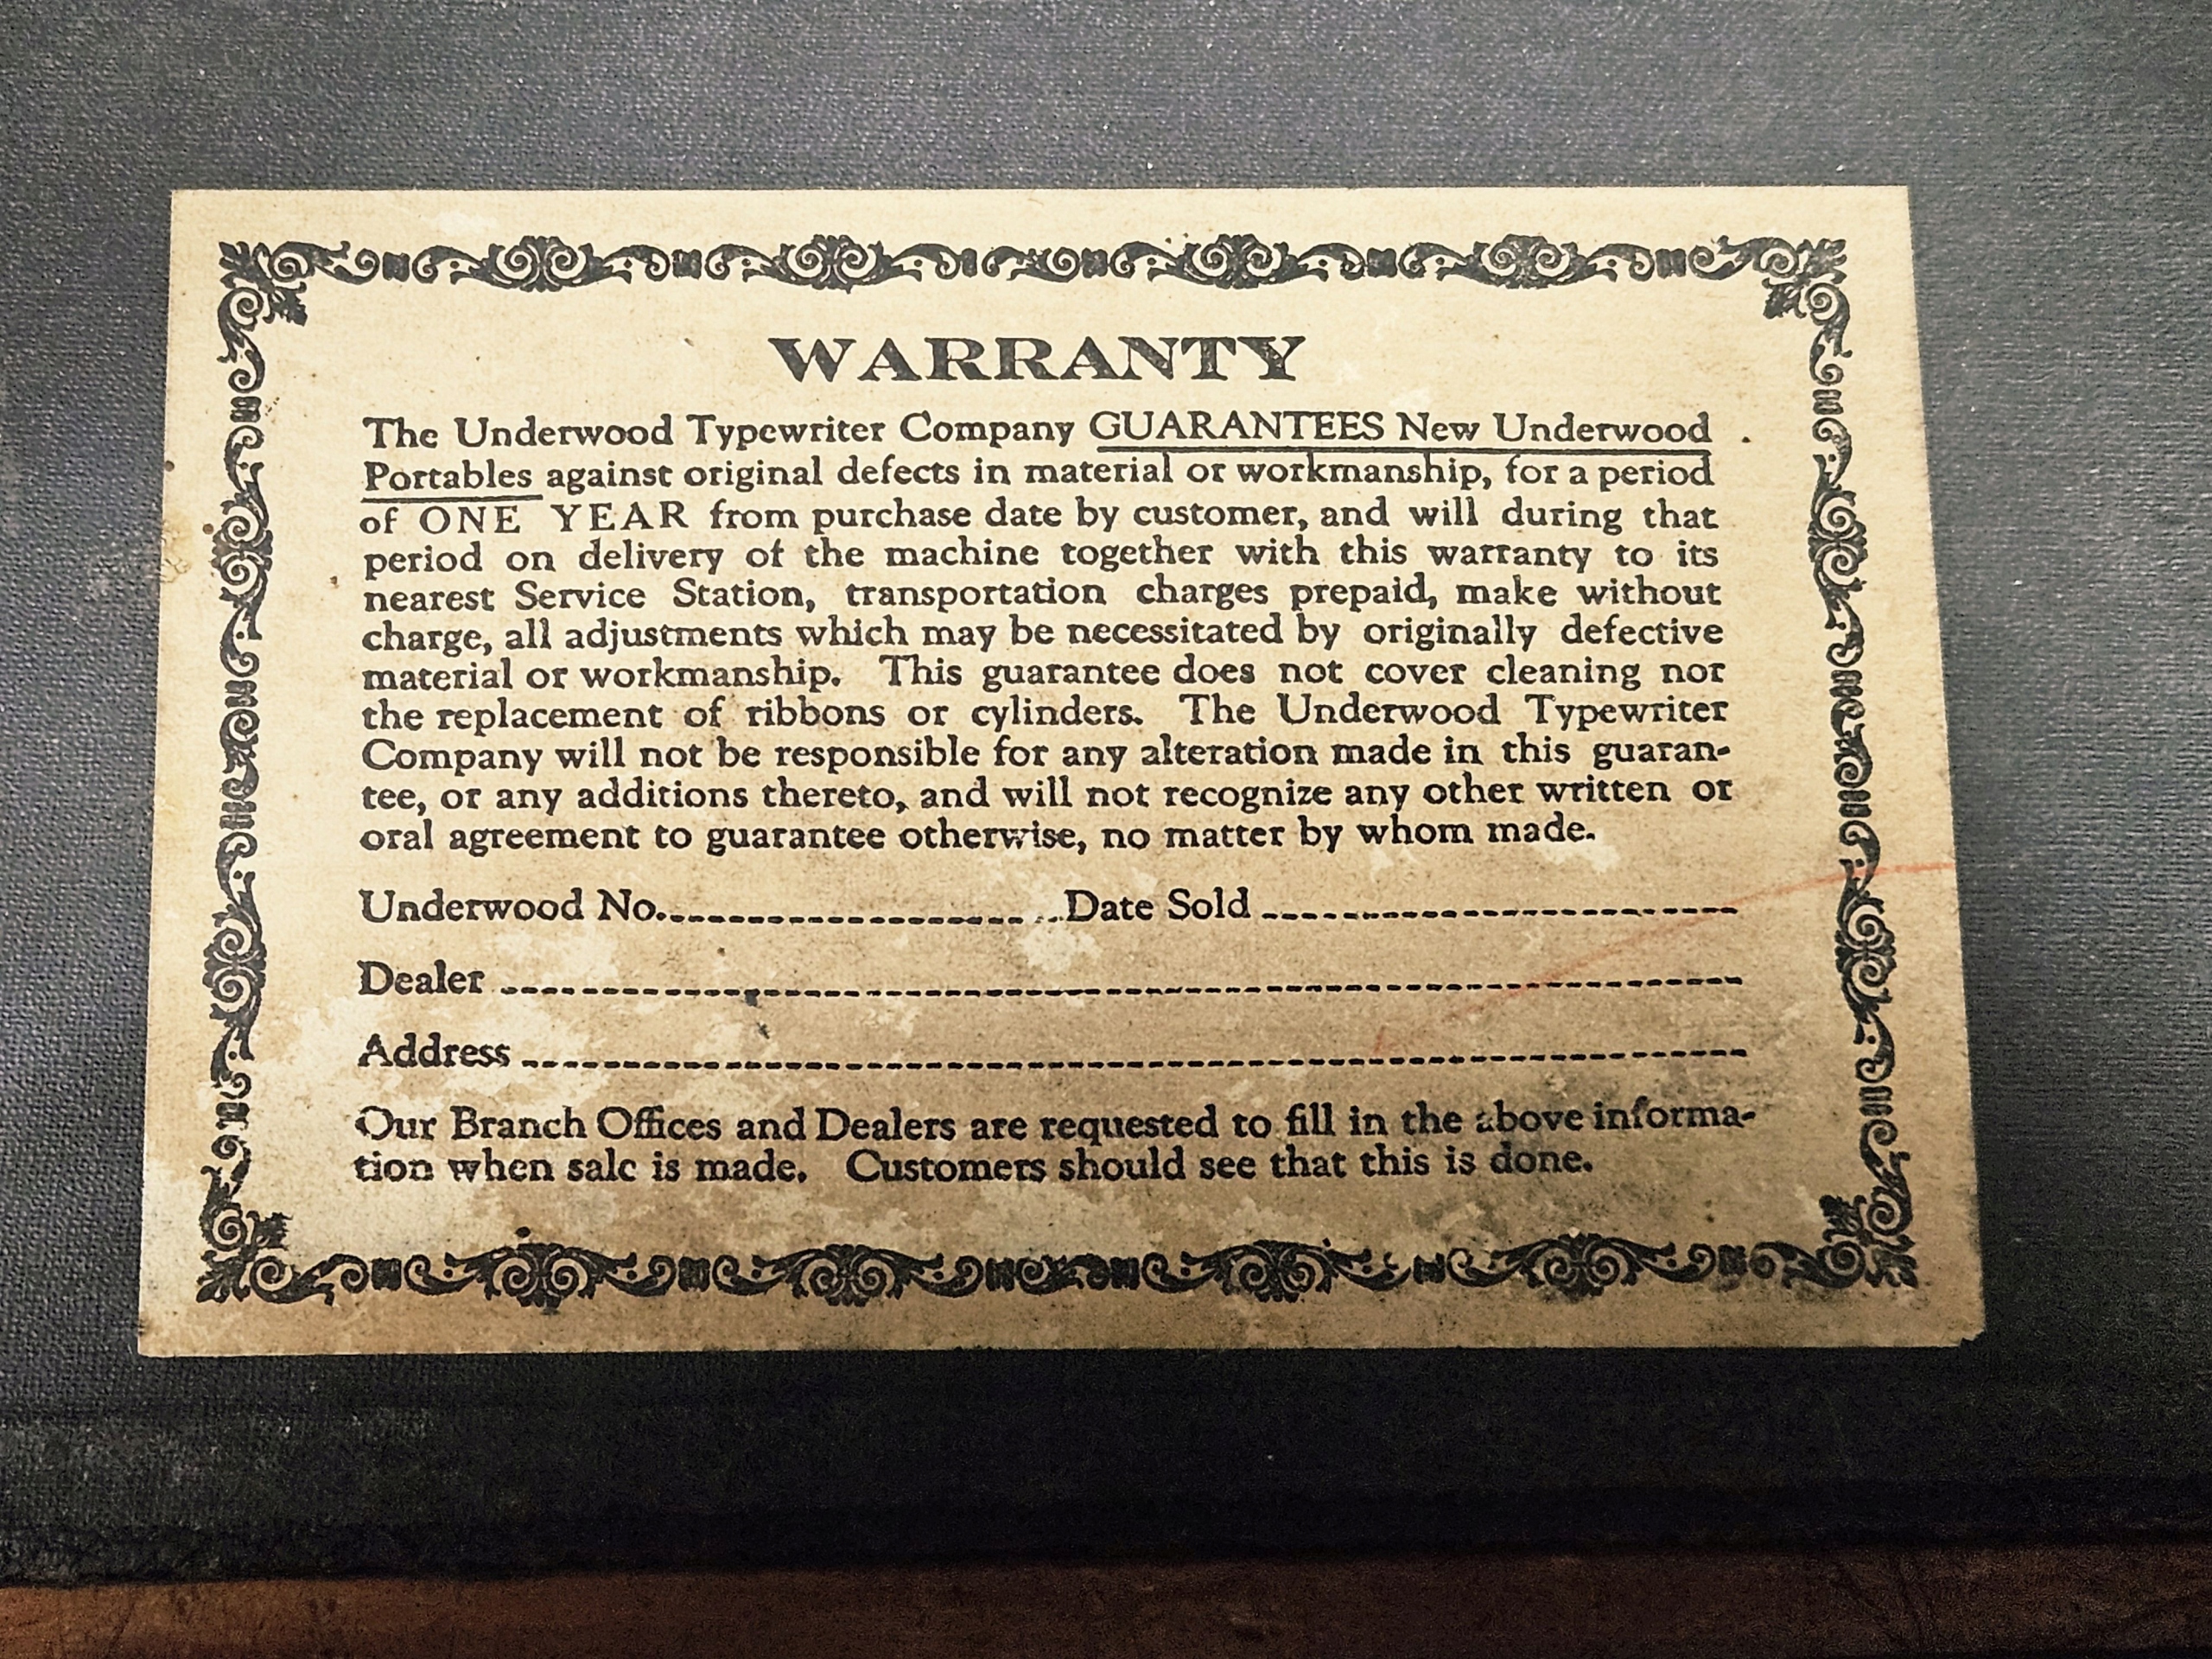 WARRANTY
The Underwood Typewriter Company GUARANTEES New Underwood
Portables against original defects in material or workmanship, for a period
of ONE YEAR from purchase date by customer, and will during that
period on delivery of the machine together with this warranty to its
nearest Service Station, transportation charges prepaid, make without
charge, all adjustments which may be necessitated by originally defective
material or workmanship. This guarantee does not cover cleaning nor
the replacement of ribbons or cylinders. The Underwood Typewriter
Company will not be responsible for any alteration made in this guaran-
tee, or any additions thereto, and will not recognize any other written or
oral agreement to guarantee otherwise, no matter by whom made.
Underwood No. Date Sold
Dealer
Address
Our Branch Offices and Dealers are requested to fill in the above informa-
tion when sale is made. Customers should see that this is done.